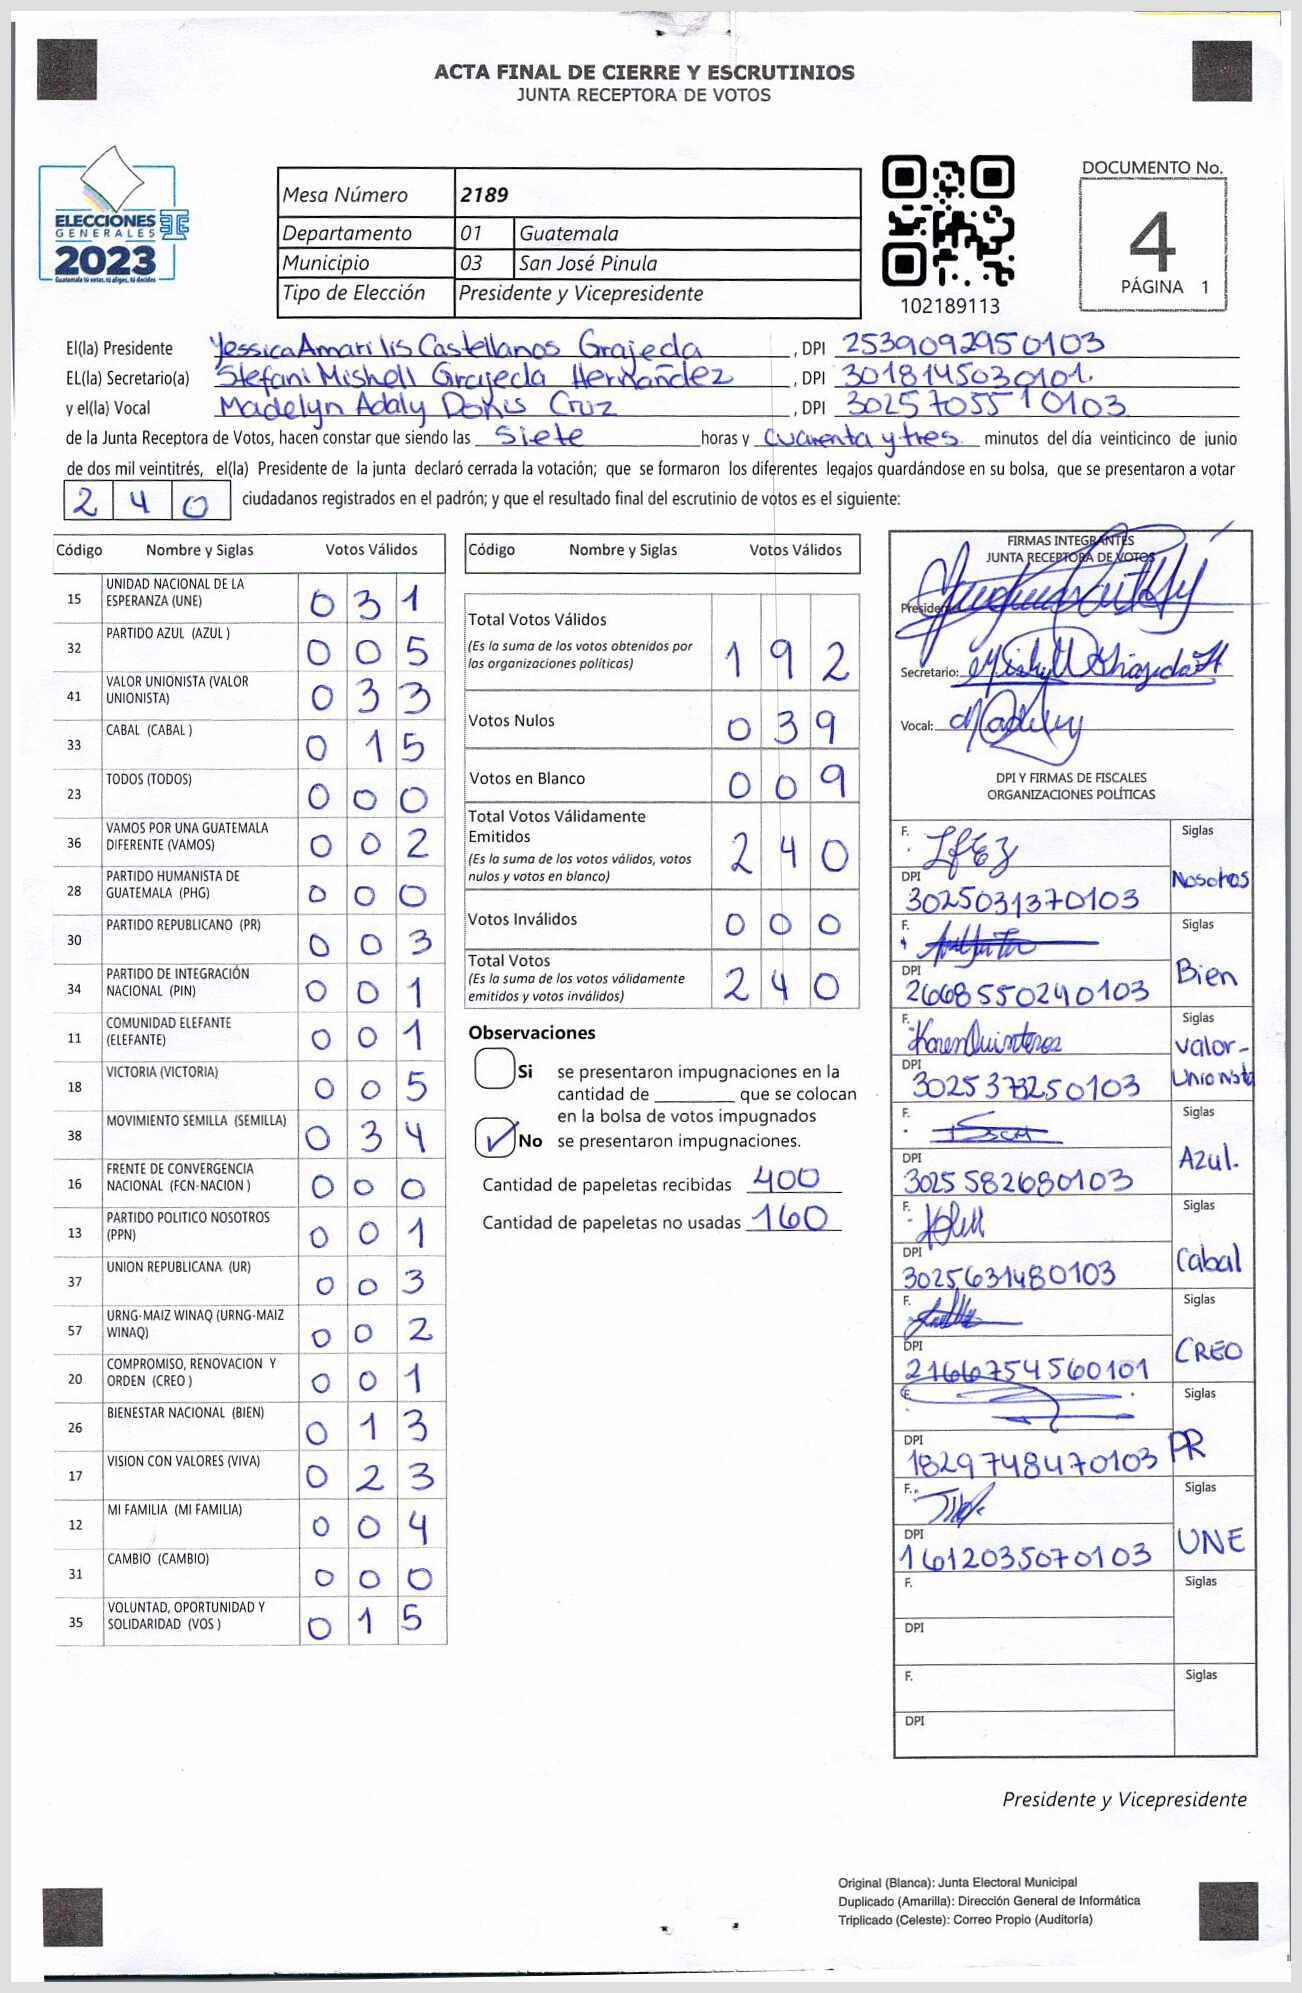 ACTA FINAL DE CIERRE Y ESCRUTINIOS
JUNTA RECEPTORA DE VOTOS
ELECCIONES
GENERALES
2023
Guatemala tú votas, tú eliges, tú decides
Mesa Número 2189
Departamento 01 Guatemala
Municipio 03 San José Pinula
Tipo de Elección Presidente y Vicepresidente
102189113
DOCUMENTO No.
4
PÁGINA 1
El(la) Presidente Yessica Amarilis Castellanos Grajeda , DPI 2539092950103
EL(la) Secretario(a) Stefani Mishell Grajeda Hernández , DPI 3018145030101.
y el(la) Vocal Madelyn Adaly Donis Cruz , DPI 3025705510103
de la Junta Receptora de Votos, hacen constar que siendo las siete horas y cuarenta y tres minutos del día veinticinco de junio
de dos mil veintitrés, el(la) Presidente de la junta declaró cerrada la votación; que se formaron los diferentes legajos guardándose en su bolsa, que se presentaron a votar
2 4 0 ciudadanos registrados en el padrón; y que el resultado final del escrutinio de votos es el siguiente:
Código Nombre y Siglas Votos Válidos
15 UNIDAD NACIONAL DE LA ESPERANZA (UNE) 0 3 1
32 PARTIDO AZUL (AZUL ) 0 0 5
41 VALOR UNIONISTA (VALOR UNIONISTA) 0 3 3
33 CABAL (CABAL ) 0 1 5
23 TODOS (TODOS) 0 0 0
36 VAMOS POR UNA GUATEMALA DIFERENTE (VAMOS) 0 0 2
28 PARTIDO HUMANISTA DE GUATEMALA (PHG) 0 0 0
30 PARTIDO REPUBLICANO (PR) 0 0 3
34 PARTIDO DE INTEGRACIÓN NACIONAL (PIN) 0 0 1
11 COMUNIDAD ELEFANTE (ELEFANTE) 0 0 1
18 VICTORIA (VICTORIA) 0 0 5
38 MOVIMIENTO SEMILLA (SEMILLA) 0 3 4
16 FRENTE DE CONVERGENCIA NACIONAL (FCN-NACION ) 0 0 0
13 PARTIDO POLITICO NOSOTROS (PPN) 0 0 1
37 UNION REPUBLICANA (UR) 0 0 3
57 URNG-MAIZ WINAQ (URNG-MAIZ WINAQ) 0 0 2
20 COMPROMISO, RENOVACION Y ORDEN (CREO ) 0 0 1
26 BIENESTAR NACIONAL (BIEN) 0 1 3
17 VISION CON VALORES (VIVA) 0 2 3
12 MI FAMILIA (MI FAMILIA) 0 0 4
31 CAMBIO (CAMBIO) 0 0 0
35 VOLUNTAD, OPORTUNIDAD Y SOLIDARIDAD (VOS ) 0 1 5
Código Nombre y Siglas Votos Válidos
Total Votos Válidos
(Es la suma de los votos obtenidos por
las organizaciones políticas) 1 9 2
Votos Nulos 0 3 9
Votos en Blanco 0 0 9
Total Votos Válidamente
Emitidos
(Es la suma de los votos válidos, votos
nulos y votos en blanco) 2 4 0
Votos Inválidos 0 0 0
Total Votos
(Es la suma de los votos válidamente
emitidos y votos inválidos) 2 4 0
Observaciones
Si se presentaron impugnaciones en la
cantidad de ________ que se colocan
en la bolsa de votos impugnados
No se presentaron impugnaciones.
Cantidad de papeletas recibidas 400
Cantidad de papeletas no usadas 160
FIRMAS INTEGRANTES
JUNTA RECEPTORA DE VOTOS
Presidente:
Secretario: Mishell Grajeda H
Vocal: Madeley
DPI Y FIRMAS DE FISCALES
ORGANIZACIONES POLÍTICAS
F. Siglas
DPI 3025031370103 Nosotros
F. Siglas
DPI 2668550240103 Bien
F. Karen Quinteros Siglas
DPI 3025373250103 Valor-Unionista
F. Siglas
DPI 3025582680103 Azul.
F. Siglas
DPI 3025631480103 Cabal
F. Siglas
DPI 2166754560101 CREO
F. Siglas
DPI 1829748470103 PR
F. Siglas
DPI 1612035070103 UNE
F. Siglas
DPI
F. Siglas
DPI
Presidente y Vicepresidente
Original (Blanca): Junta Electoral Municipal
Duplicado (Amarilla): Dirección General de Informática
Triplicado (Celeste): Correo Propio (Auditoría)